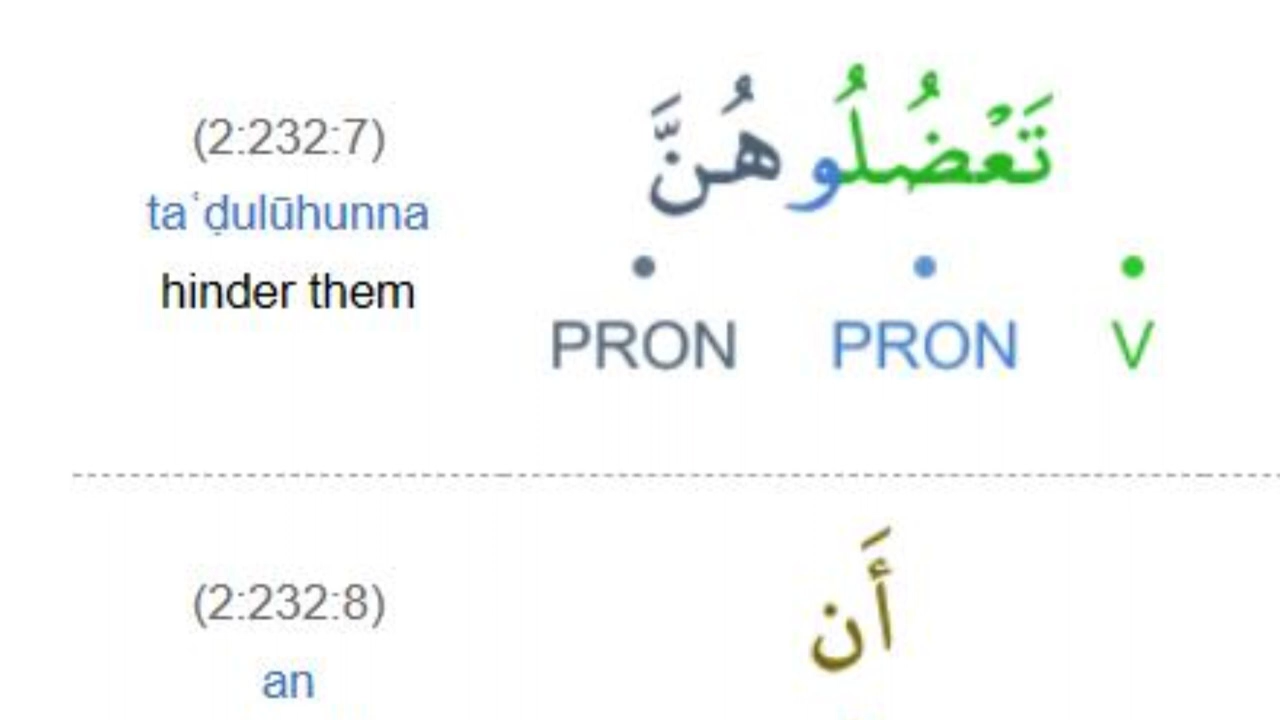 (2:232:7)
taʿḍulūhunna
hinder them
تَعْضُلُوهُنَّ
PRON PRON V
(2:232:8)
an
أَن